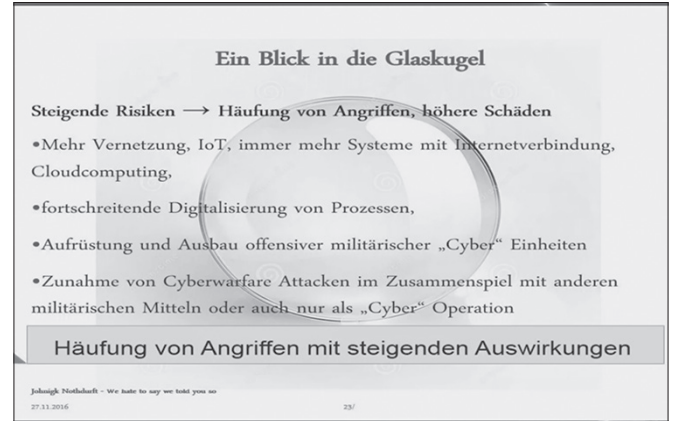 Ein Blick in die Glaskugel
Steigende Risiken → Häufung von Angriffen, höhere Schäden
•Mehr Vernetzung, IoT, immer mehr Systeme mit Internetverbindung,
Cloudcomputing,
•fortschreitende Digitalisierung von Prozessen,
•Aufrüstung und Ausbau offensiver militärischer „Cyber“ Einheiten
•Zunahme von Cyberwarfare Attacken im Zusammenspiel mit anderen
militärischen Mitteln oder auch nur als „Cyber“ Operation
Häufung von Angriffen mit steigenden Auswirkungen
Johnigk Nothdurft - We hate to say we told you so
27.11.2016 23/